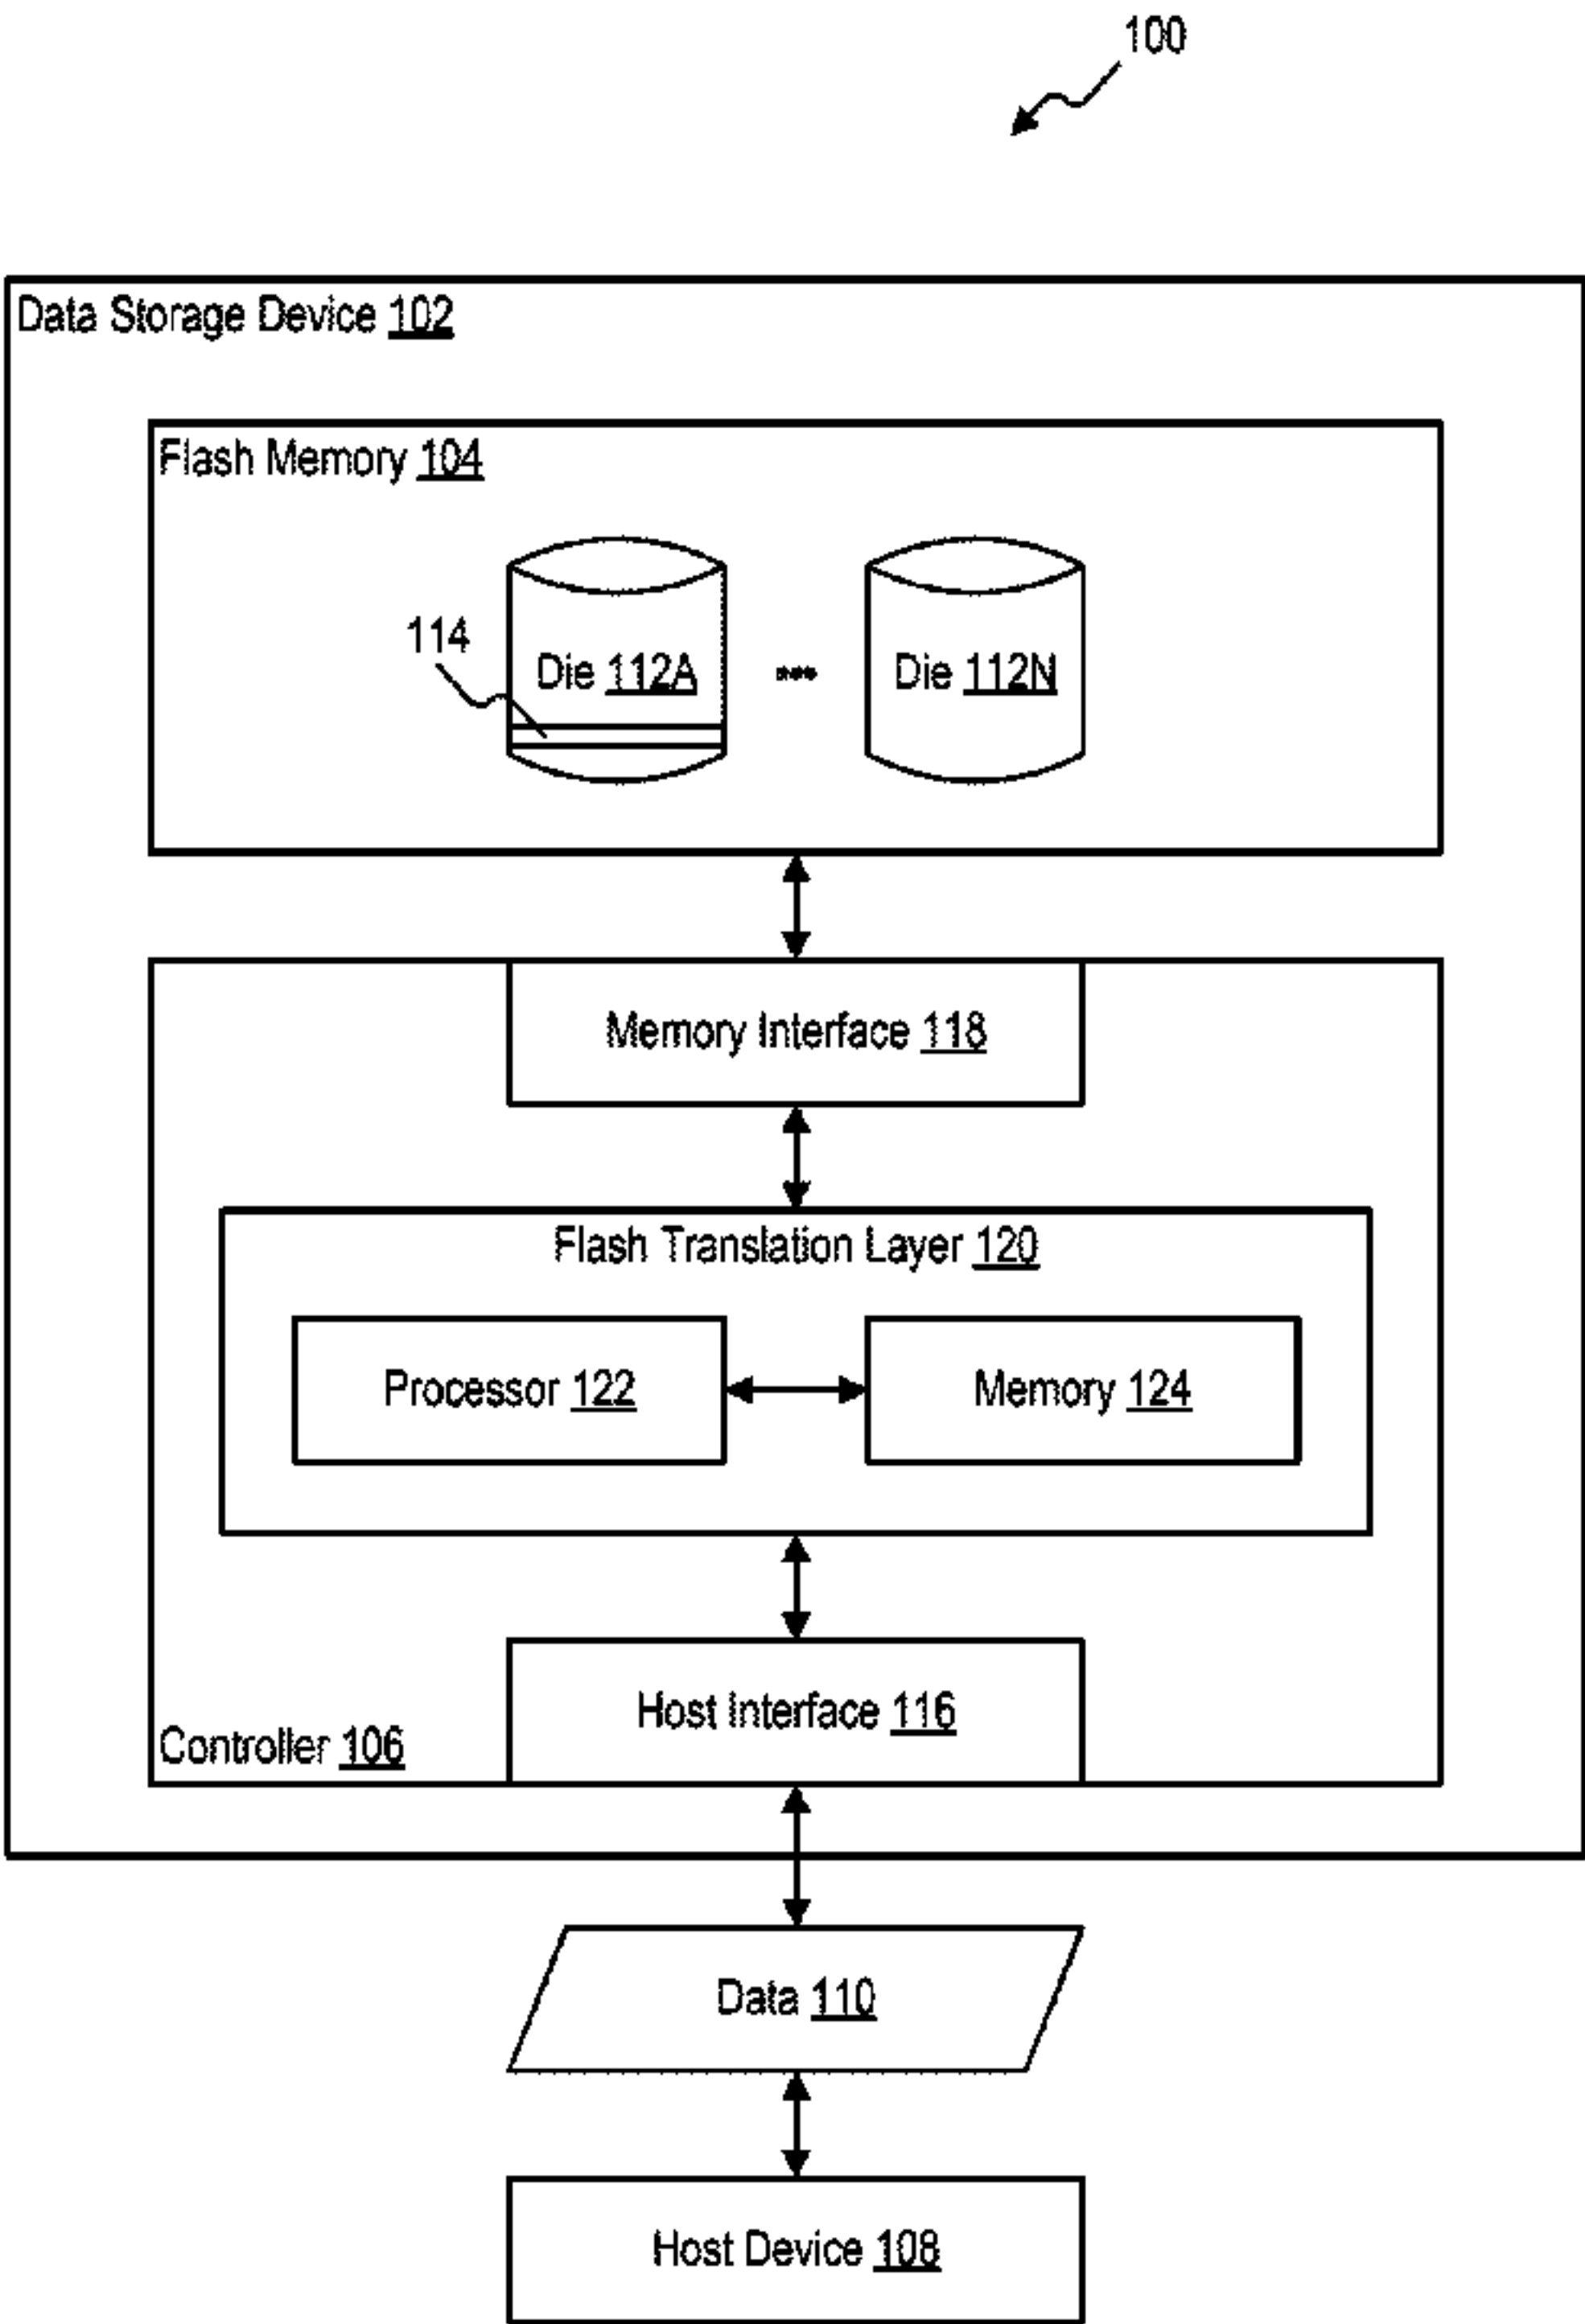 100
Data Storage Device 102
Flash Memory 104
114
Die 112A
...
Die 112N
Memory Interface 118
Flash Translation Layer 120
Processor 122
Memory 124
Host Interface 116
Controller 106
Data 110
Host Device 108